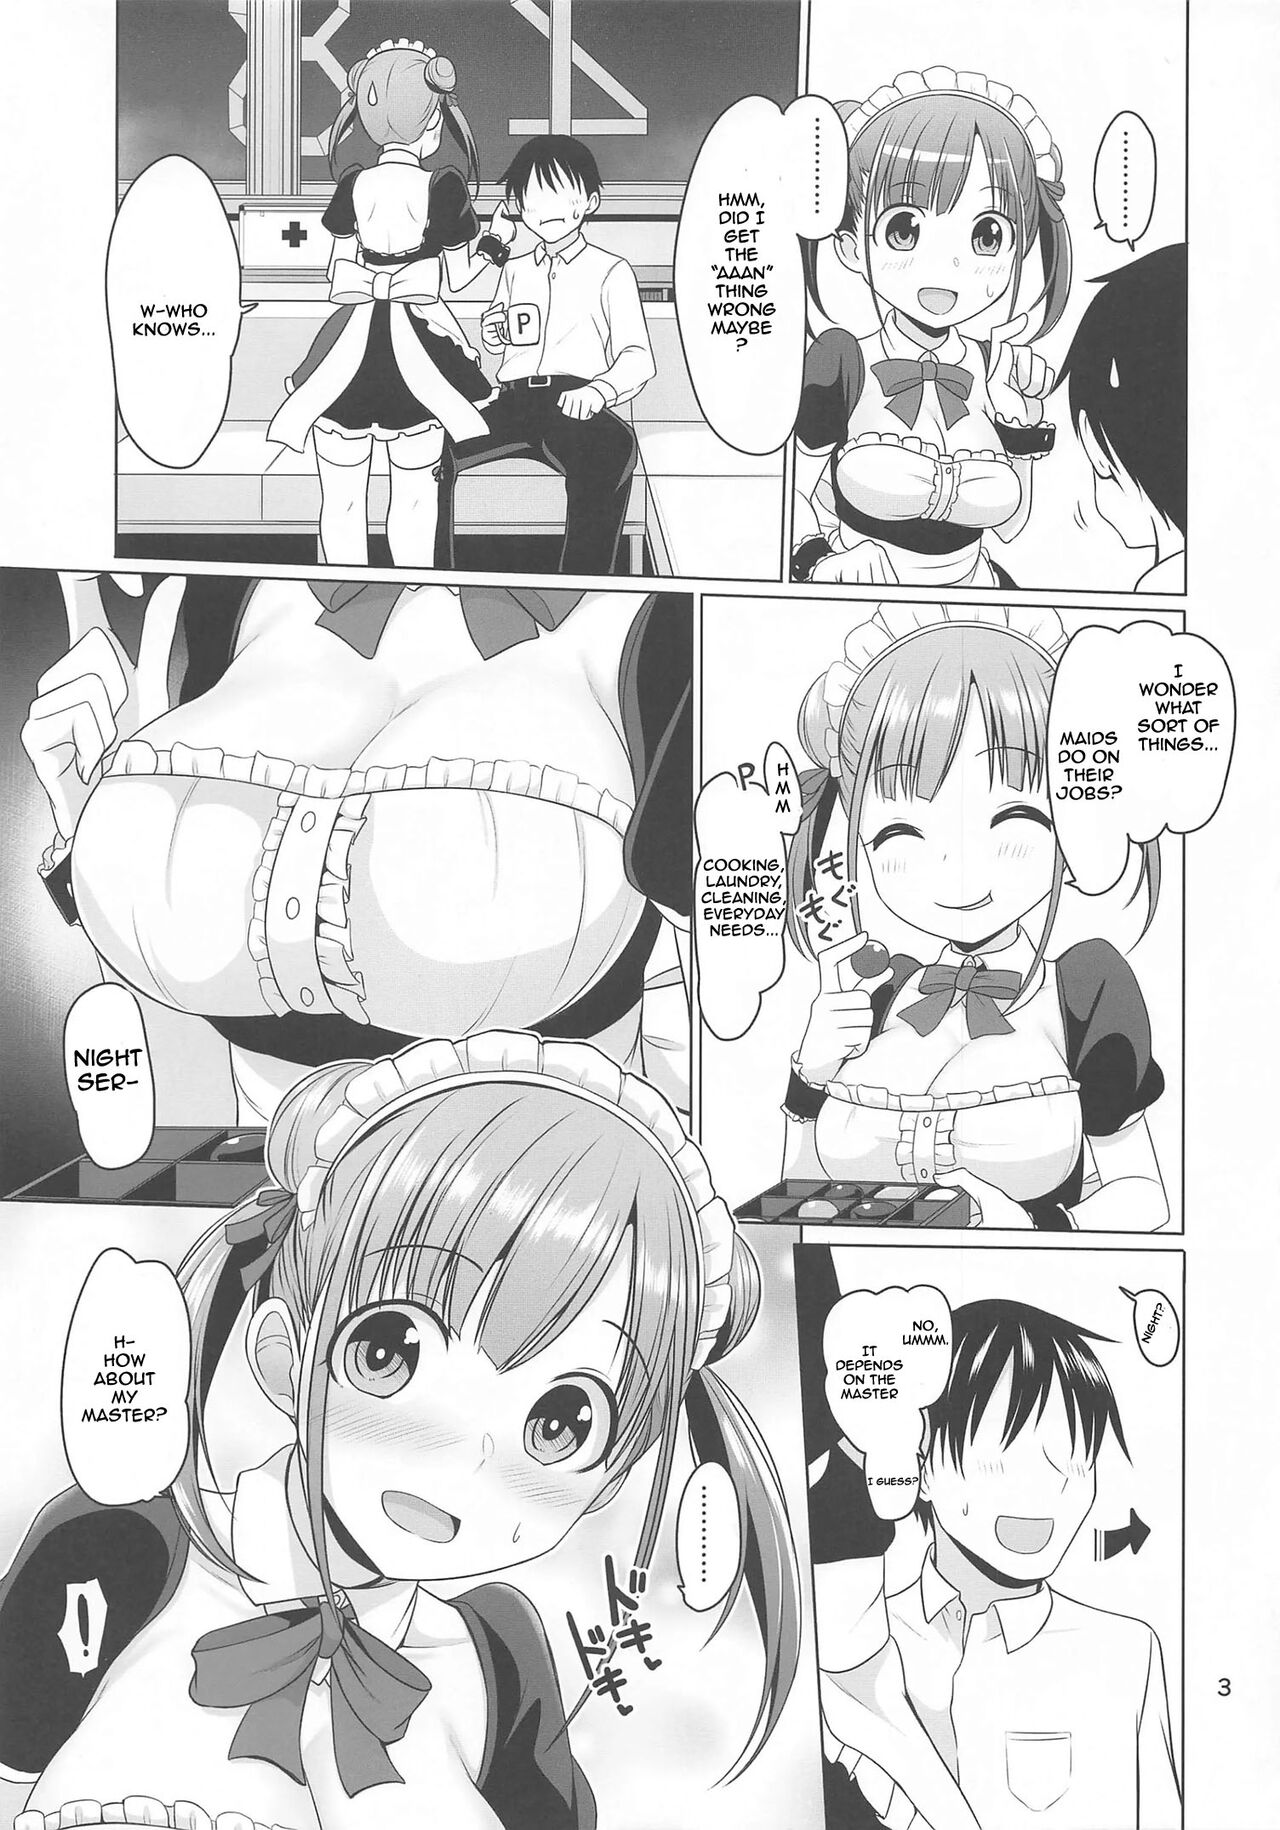 .........
.........
HMM,
DID I
GET
THE
"AAAN"
THING
WRONG
MAYBE
?
P
W-WHO
KNOWS...
I
WONDER
WHAT
SORT OF
THINGS...
MAIDS
DO ON
THEIR
JOBS?
もぐ
もぐ
HMM
P
COOKING,
LAUNDRY,
CLEANING,
EVERYDAY
NEEDS...
NIGHT
SER-
NIGHT?
NO,
UMMM.
IT
DEPENDS
ON THE
MASTER
I GUESS?
.........
ドキ
ドキ
H-
HOW
ABOUT
MY
MASTER?
!
3